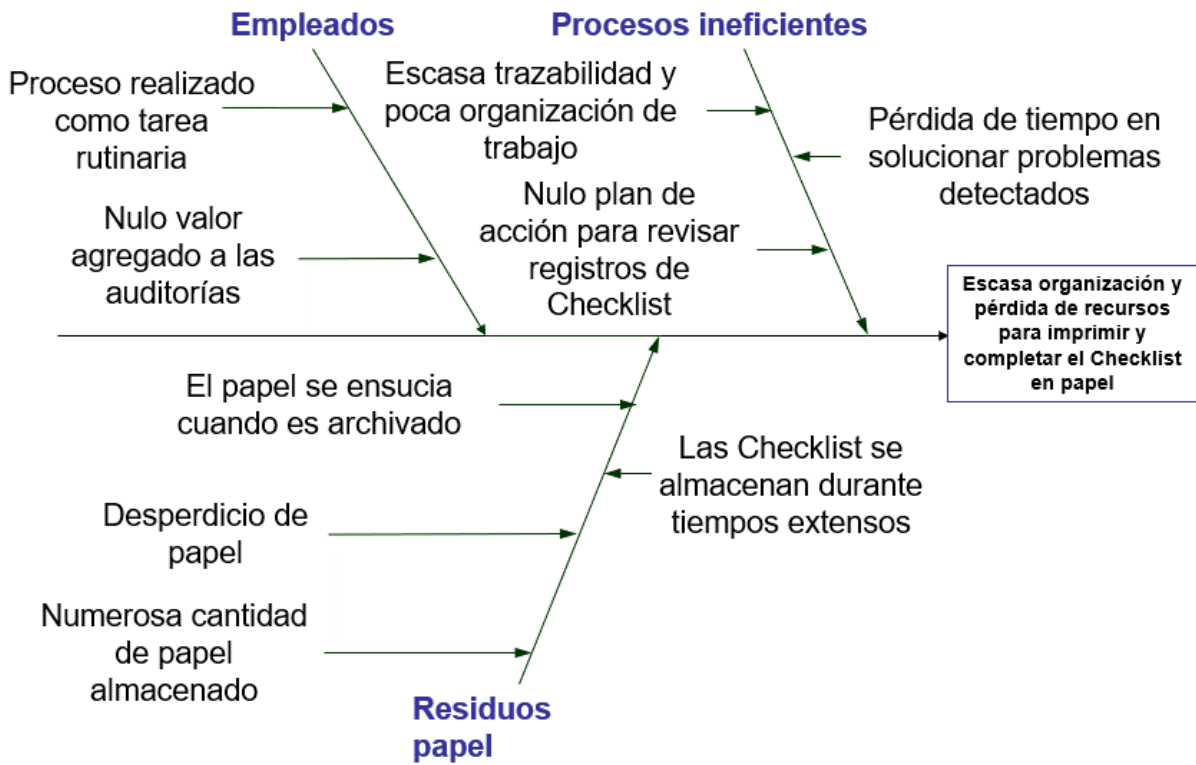 Empleados
Procesos ineficientes
Proceso realizado
como tarea
rutinaria
Nulo valor
agregado a las
auditorías
Escasa trazabilidad y
poca organización de
trabajo
Nulo plan de
acción para revisar
registros de
Checklist
Pérdida de tiempo en
solucionar problemas
detectados
Escasa organización y
pérdida de recursos
para imprimir y
completar el Checklist
en papel
El papel se ensucia
cuando es archivado
Las Checklist se
almacenan durante
tiempos extensos
Desperdicio de
papel
Numerosa cantidad
de papel
almacenado
Residuos
papel